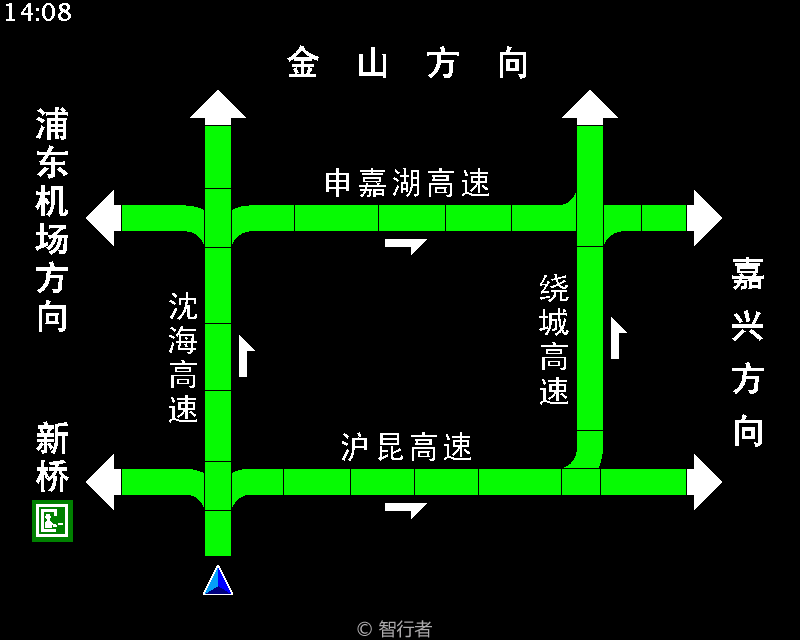 14:08
金山方向
浦东机场方向
申嘉湖高速
沈海高速
绕城高速
嘉兴方向
沪昆高速
新桥
© 智行者